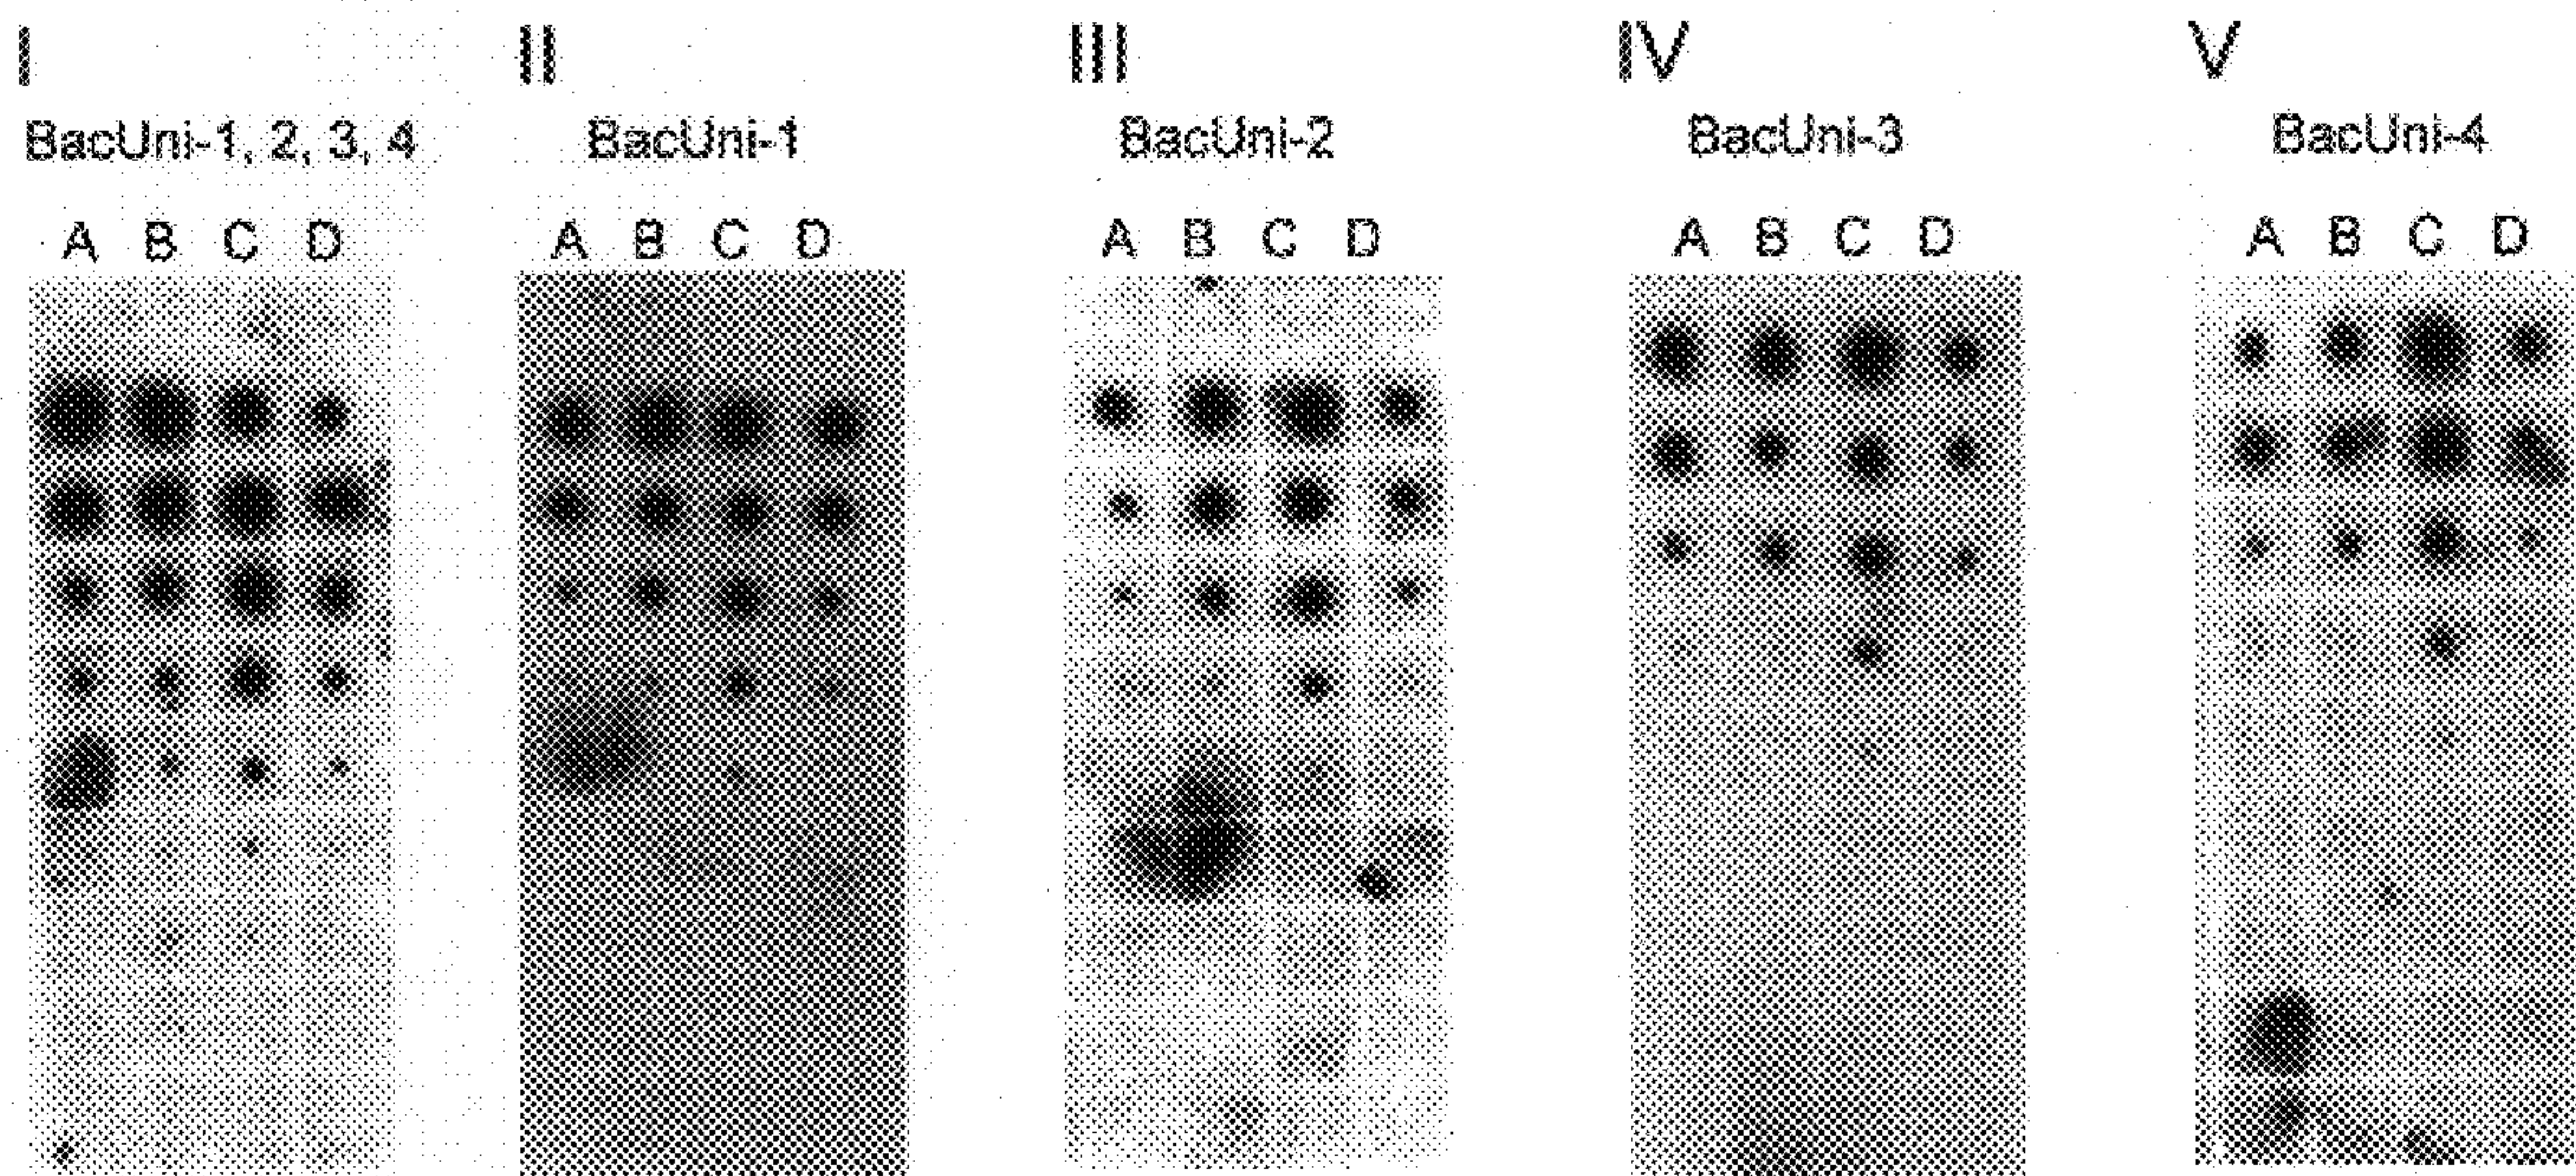 I II III IV V
BacUni-1, 2, 3, 4 BacUni-1 BacUni-2 BacUni-3 BacUni-4
A B C D A B C D A B C D A B C D A B C D